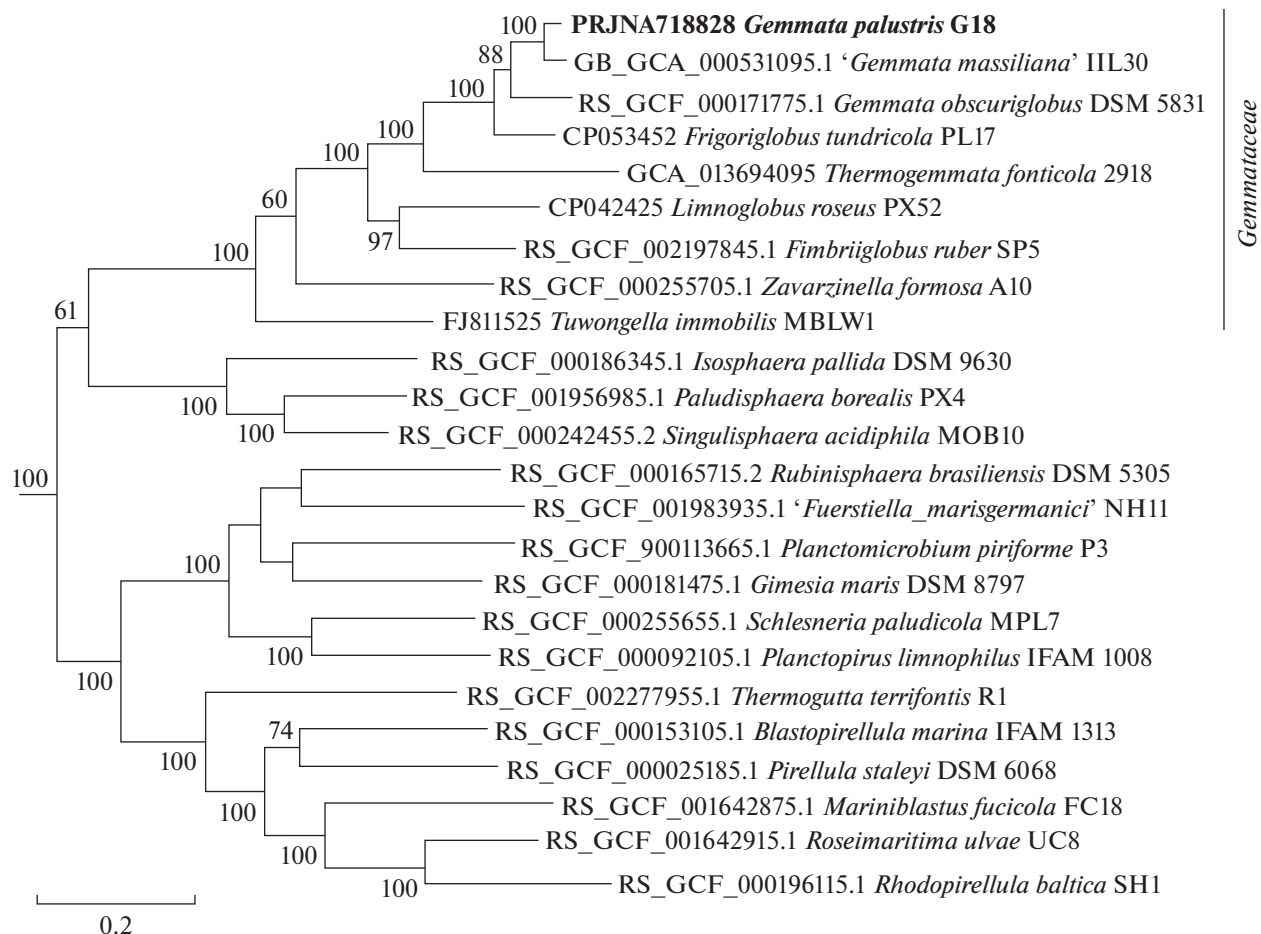 100
PRJNA718828 Gemmata palustris G18
GB_GCA_000531095.1 ‘Gemmata massiliana’ IIL30
88
RS_GCF_000171775.1 Gemmata obscuriglobus DSM 5831
100
CP053452 Frigoriglobus tundricola PL17
100
GCA_013694095 Thermogemmata fonticola 2918
100
CP042425 Limnoglobus roseus PX52
97
RS_GCF_002197845.1 Fimbriiglobus ruber SP5
60
RS_GCF_000255705.1 Zavarzinella formosa A10
100
FJ811525 Tuwongella immobilis MBLW1
Gemmataceae
61
RS_GCF_000186345.1 Isosphaera pallida DSM 9630
100
RS_GCF_001956985.1 Paludisphaera borealis PX4
100
RS_GCF_000242455.2 Singulisphaera acidiphila MOB10
100
RS_GCF_000165715.2 Rubinisphaera brasiliensis DSM 5305
RS_GCF_001983935.1 ‘Fuerstiella_marisgermanici’ NH11
RS_GCF_900113665.1 Planctomicrobium piriforme P3
100
RS_GCF_000181475.1 Gimesia maris DSM 8797
RS_GCF_000255655.1 Schlesneria paludicola MPL7
100
RS_GCF_000092105.1 Planctopirus limnophilus IFAM 1008
100
RS_GCF_002277955.1 Thermogutta terrifontis R1
100
74
RS_GCF_000153105.1 Blastopirellula marina IFAM 1313
RS_GCF_000025185.1 Pirellula staleyi DSM 6068
100
RS_GCF_001642875.1 Mariniblastus fucicola FC18
100
RS_GCF_001642915.1 Roseimaritima ulvae UC8
100
RS_GCF_000196115.1 Rhodopirellula baltica SH1
0.2